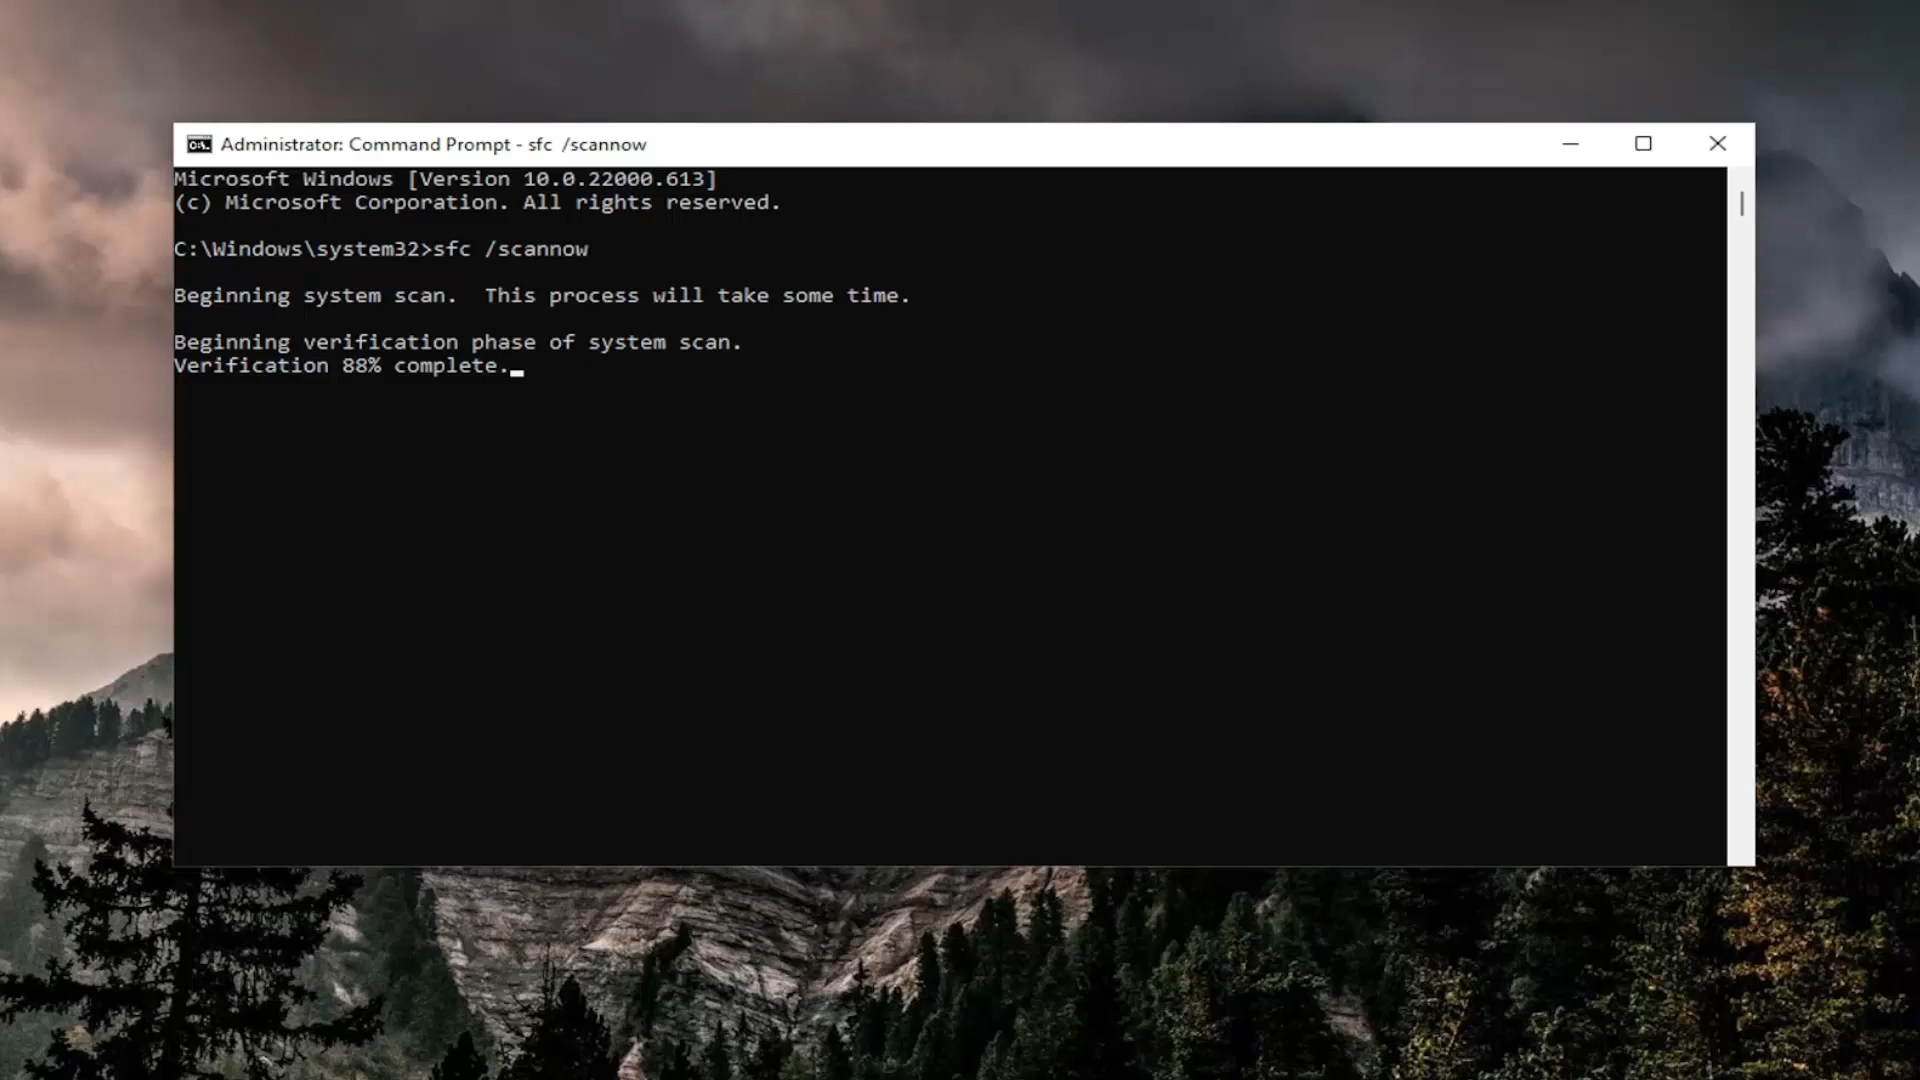 Administrator: Command Prompt - sfc  /scannow
Microsoft Windows [Version 10.0.22000.613]
(c) Microsoft Corporation. All rights reserved.
C:\Windows\system32>sfc /scannow
Beginning system scan.  This process will take some time.
Beginning verification phase of system scan.
Verification 88% complete.